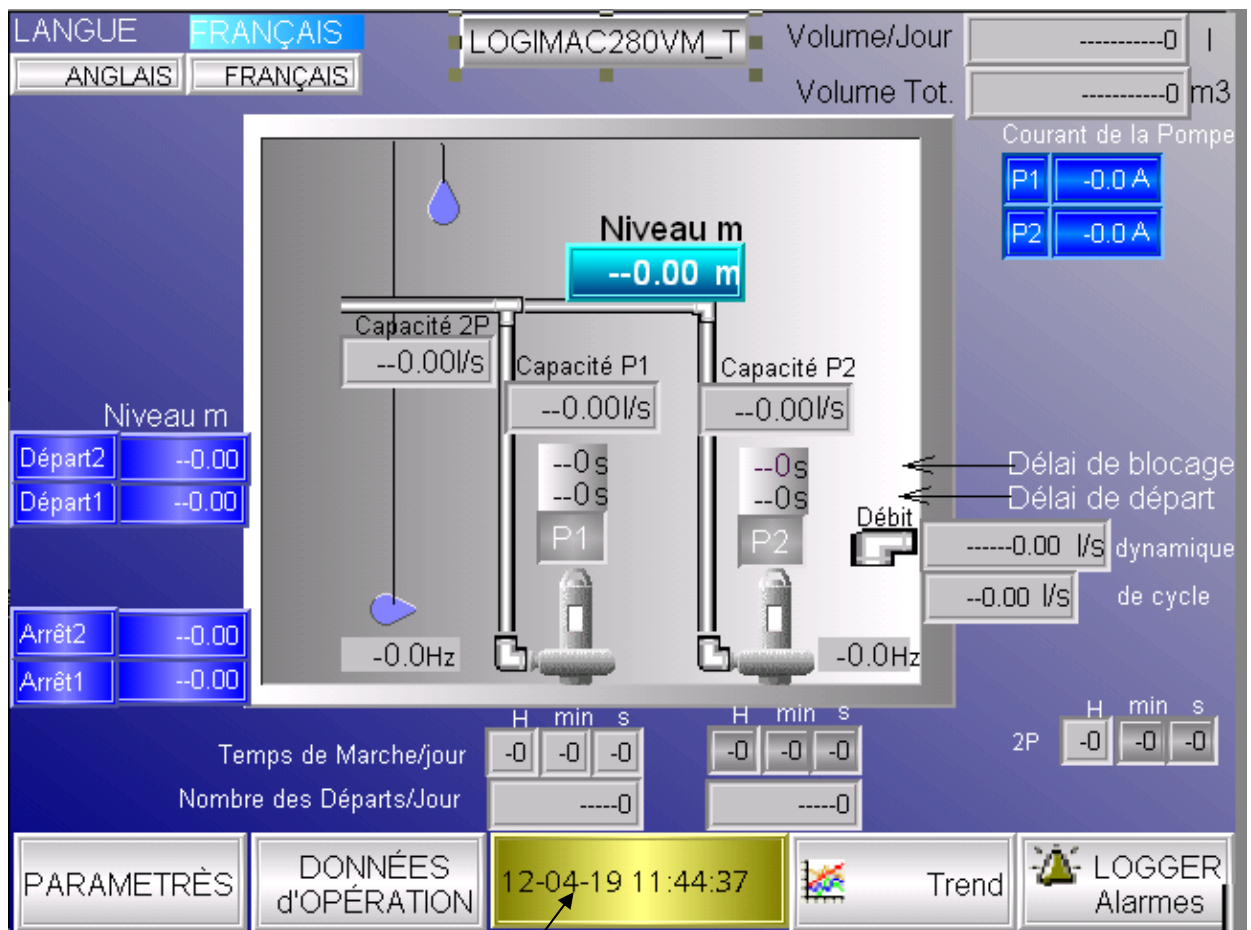 LANGUE FRANÇAIS
ANGLAIS FRANÇAIS
LOGIMAC280VM_T
Volume/Jour -----------0 l
Volume Tot. -----------0 m3
Courant de la Pompe
P1 -0.0 A
P2 -0.0 A
Niveau m
--0.00 m
Capacité 2P
--0.00l/s
Capacité P1
--0.00l/s
Capacité P2
--0.00l/s
Niveau m
Départ2 --0.00
Départ1 --0.00
Arrêt2 --0.00
Arrêt1 --0.00
--0s
--0s
P1
--0s
--0s
P2
Délai de blocage
Délai de départ
Débit
------0.00 l/s dynamique
--0.00 l/s de cycle
-0.0Hz
-0.0Hz
H min s
H min s
H min s
Temps de Marche/jour -0 -0 -0 -0 -0 -0
2P -0 -0 -0
Nombre des Départs/Jour -----0 -----0
PARAMETRÈS
DONNÉES
d'OPÉRATION
12-04-19 11:44:37
Trend
LOGGER
Alarmes